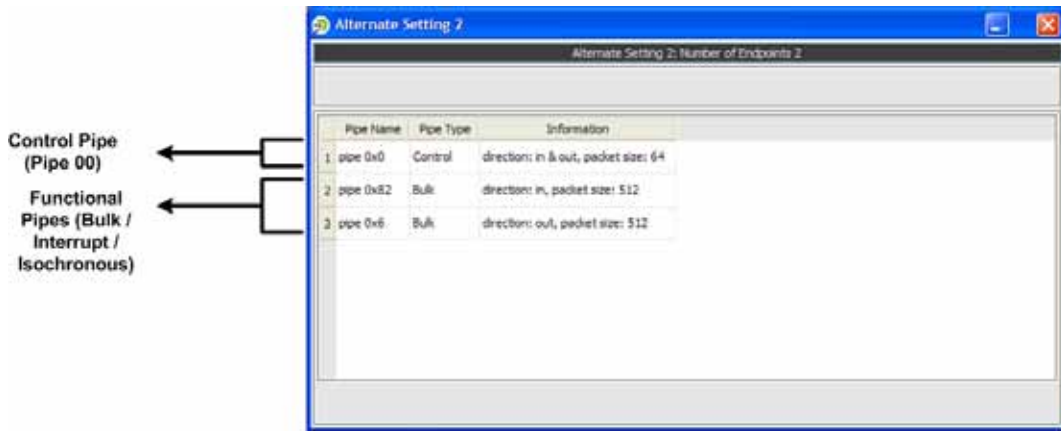 Alternate Setting 2
Alternate Setting 2: Number of Endpoints 2
Pipe Name Pipe Type Information
1 pipe 0x0 Control direction: in & out, packet size: 64
2 pipe 0x82 Bulk direction: in, packet size: 512
3 pipe 0x6 Bulk direction: out, packet size: 512
Control Pipe
(Pipe 00)
Functional
Pipes (Bulk /
Interrupt /
Isochronous)